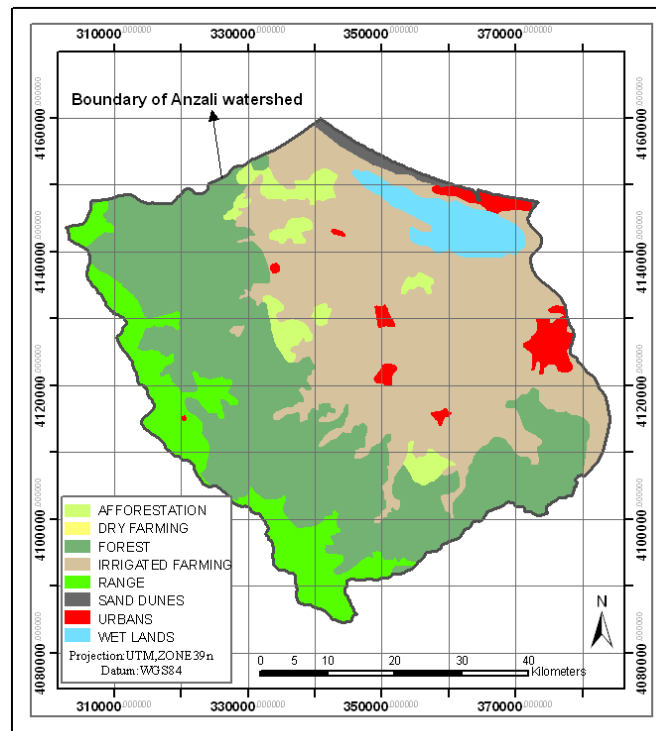 310000.000000 330000.000000 350000.000000 370000.000000
Boundary of Anzali watershed
4160000.000000
4140000.000000
4120000.000000
4100000.000000
4080000.000000
4160000.000000
4140000.000000
4120000.000000
4100000.000000
4080000.000000
AFFORESTATION
DRY FARMING
FOREST
IRRIGATED FARMING
RANGE
SAND DUNES
URBANS
WET LANDS
Projection:UTM,ZONE39n
Datum:WGS84
N
0 5 10 20 30 40
Kilometers
310000.000000 330000.000000 350000.000000 370000.000000